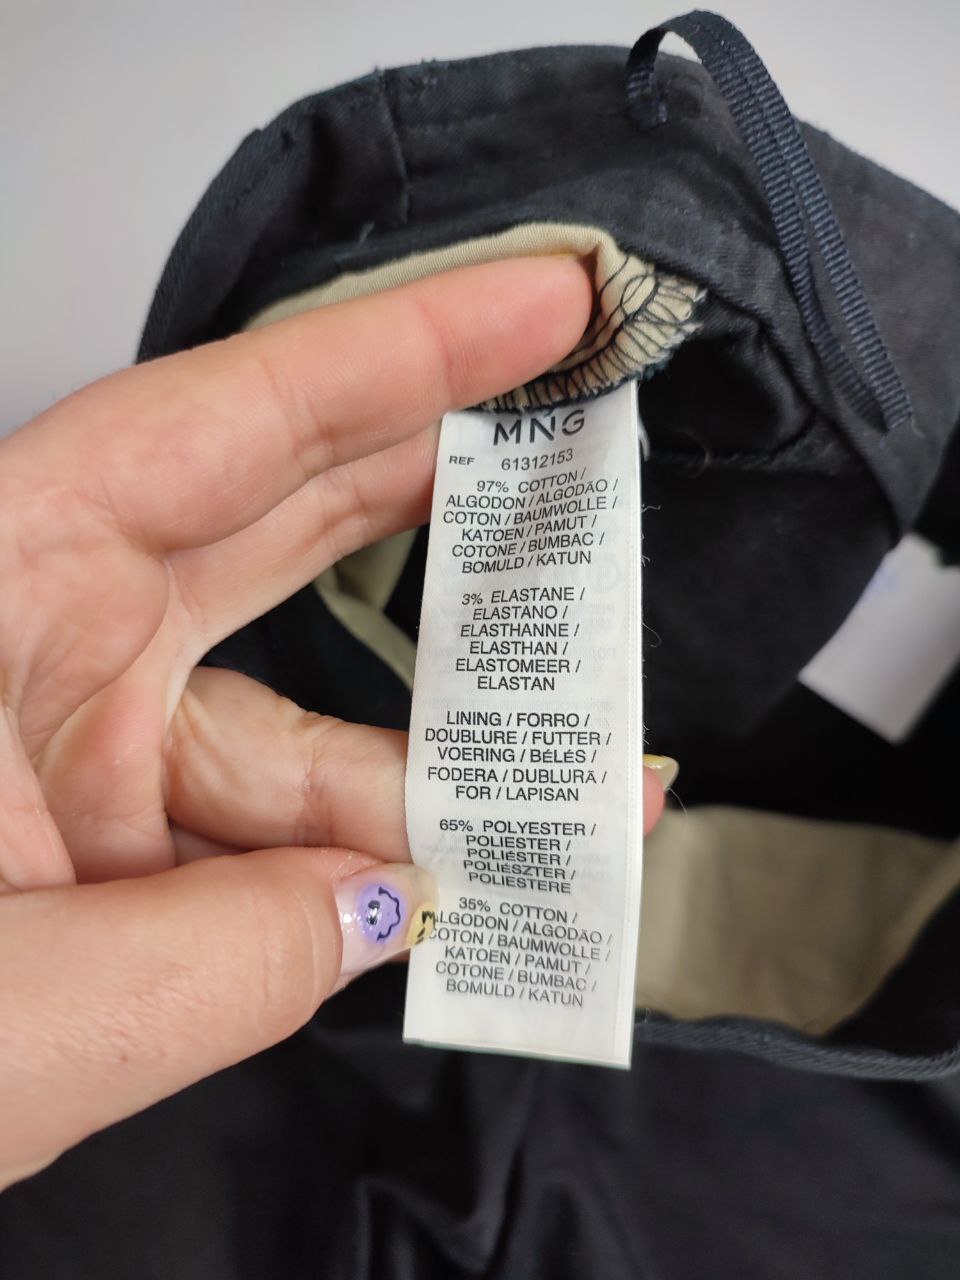 MNG
REF 61312153
97% COTTON /
ALGODON / ALGODÃO /
COTON / BAUMWOLLE /
KATOEN / PAMUT /
COTONE / BUMBAC /
BOMULD / KATUN
3% ELASTANE /
ELASTANO /
ELASTHANNE /
ELASTHAN /
ELASTOMEER /
ELASTAN
LINING / FORRO /
DOUBLURE / FUTTER /
VOERING / BÉLÉS /
FODERA / DUBLURĂ /
FOR / LAPISAN
65% POLYESTER /
POLIESTER /
POLIÉSTER /
POLIÉSZTER /
POLIESTERE
35% COTTON /
ALGODON / ALGODÃO /
COTON / BAUMWOLLE /
KATOEN / PAMUT /
COTONE / BUMBAC /
BOMULD / KATUN